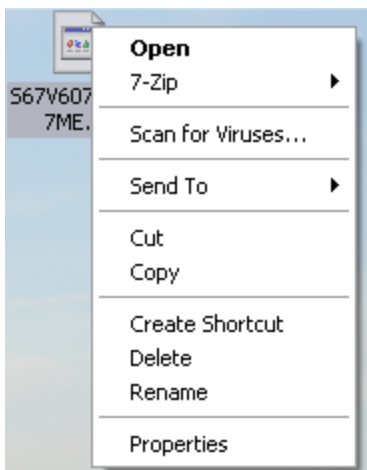 S67V607
7ME.
Open
7-Zip
Scan for Viruses...
Send To
Cut
Copy
Create Shortcut
Delete
Rename
Properties